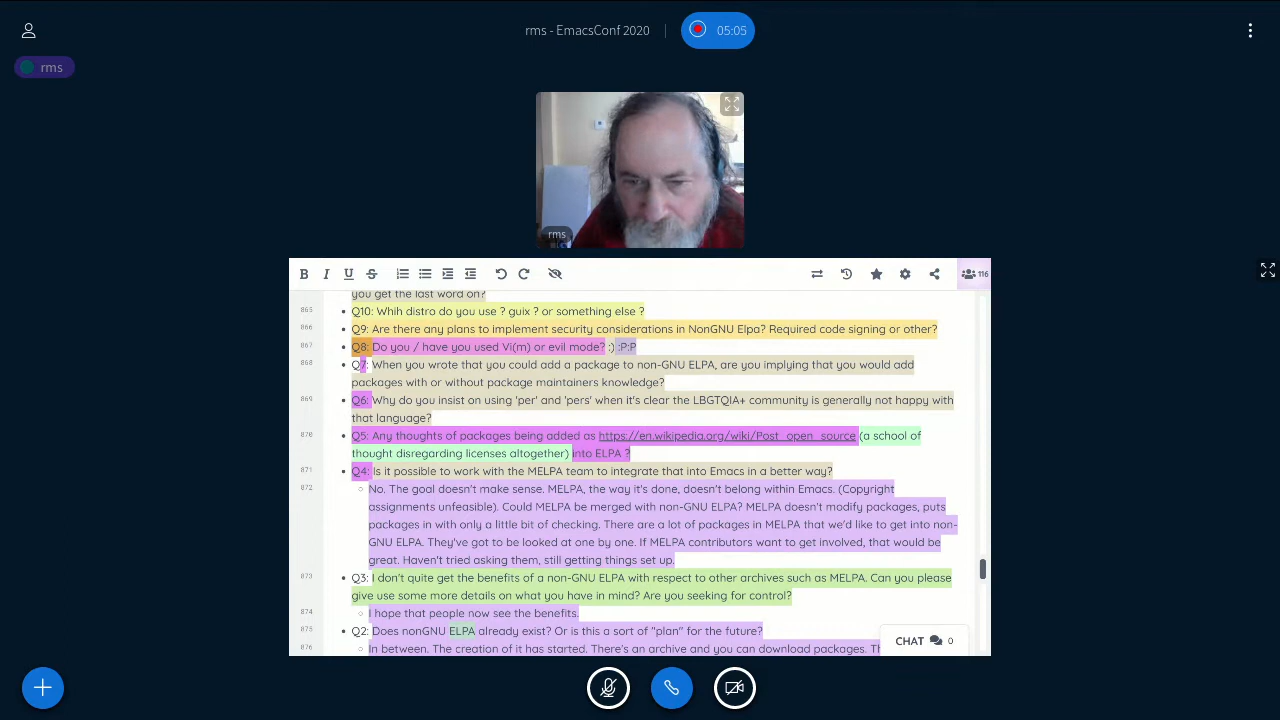 rms - EmacsConf 2020
05:05
rms
rms
B I U S
116
you get the last word on?
865 Q10: Whih distro do you use ? guix ? or something else ?
866 Q9: Are there any plans to implement security considerations in NonGNU Elpa? Required code signing or other?
867 Q8: Do you / have you used Vi(m) or evil mode? :) :P:P
868 Q7: When you wrote that you could add a package to non-GNU ELPA, are you implying that you would add
packages with or without package maintainers knowledge?
869 Q6: Why do you insist on using 'per' and 'pers' when it's clear the LBGTQIA+ community is generally not happy with
that language?
870 Q5: Any thoughts of packages being added as https://en.wikipedia.org/wiki/Post_open_source (a school of
thought disregarding licenses altogether) into ELPA ?
871 Q4: Is it possible to work with the MELPA team to integrate that into Emacs in a better way?
872 No. The goal doesn't make sense. MELPA, the way it's done, doesn't belong within Emacs. (Copyright
assignments unfeasible). Could MELPA be merged with non-GNU ELPA? MELPA doesn't modify packages, puts
packages in with only a little bit of checking. There are a lot of packages in MELPA that we'd like to get into non-
GNU ELPA. They've got to be looked at one by one. If MELPA contributors want to get involved, that would be
great. Haven't tried asking them, still getting things set up.
873 Q3: I don't quite get the benefits of a non-GNU ELPA with respect to other archives such as MELPA. Can you please
give use some more details on what you have in mind? Are you seeking for control?
874 I hope that people now see the benefits.
875 Q2: Does nonGNU ELPA already exist? Or is this a sort of "plan" for the future?
876 In between. The creation of it has started. There's an archive and you can download packages.
CHAT 0